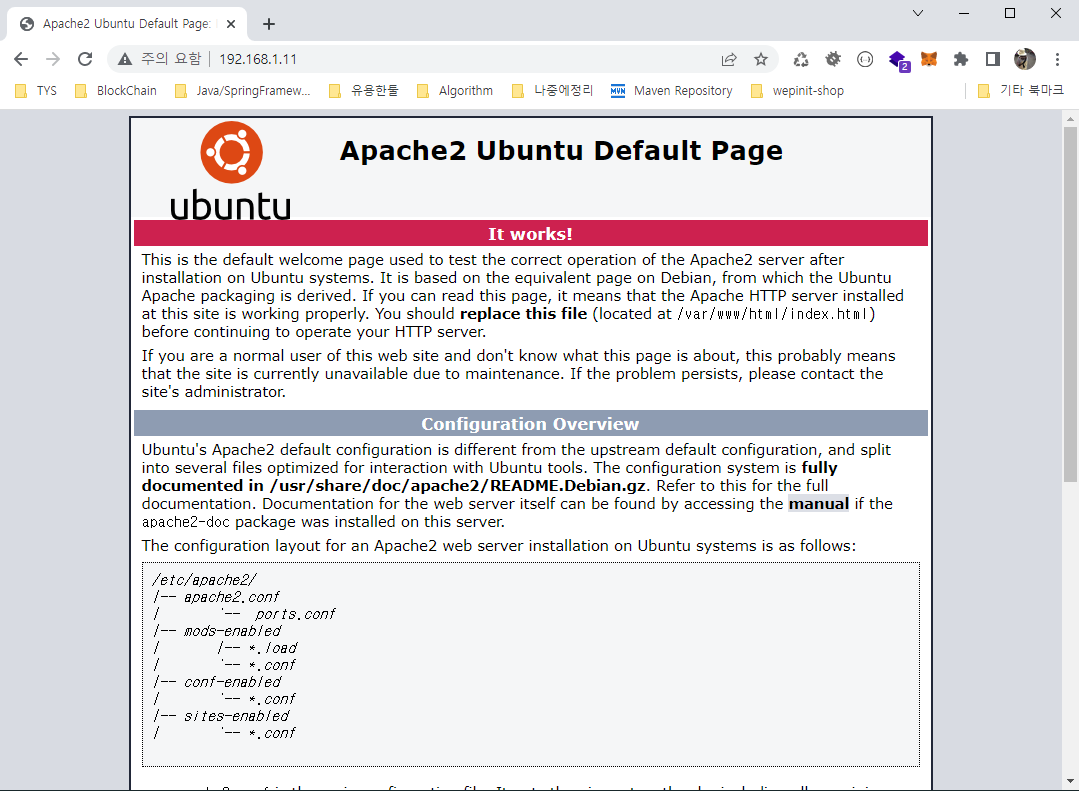 Apache2 Ubuntu Default Page:
주의 요함 192.168.1.11
2
TYS BlockChain Java/SpringFramew... 유용한툴 Algorithm 나중에정리 MVN Maven Repository wepinit-shop 기타 북마크
ubuntu
Apache2 Ubuntu Default Page
It works!
This is the default welcome page used to test the correct operation of the Apache2 server after
installation on Ubuntu systems. It is based on the equivalent page on Debian, from which the Ubuntu
Apache packaging is derived. If you can read this page, it means that the Apache HTTP server installed
at this site is working properly. You should replace this file (located at /var/www/html/index.html)
before continuing to operate your HTTP server.
If you are a normal user of this web site and don't know what this page is about, this probably means
that the site is currently unavailable due to maintenance. If the problem persists, please contact the
site's administrator.
Configuration Overview
Ubuntu's Apache2 default configuration is different from the upstream default configuration, and split
into several files optimized for interaction with Ubuntu tools. The configuration system is fully
documented in /usr/share/doc/apache2/README.Debian.gz. Refer to this for the full
documentation. Documentation for the web server itself can be found by accessing the manual if the
apache2-doc package was installed on this server.
The configuration layout for an Apache2 web server installation on Ubuntu systems is as follows:
/etc/apache2/
|-- apache2.conf
|       `--  ports.conf
|-- mods-enabled
|       |-- *.load
|       `-- *.conf
|-- conf-enabled
|       `-- *.conf
|-- sites-enabled
|       `-- *.conf